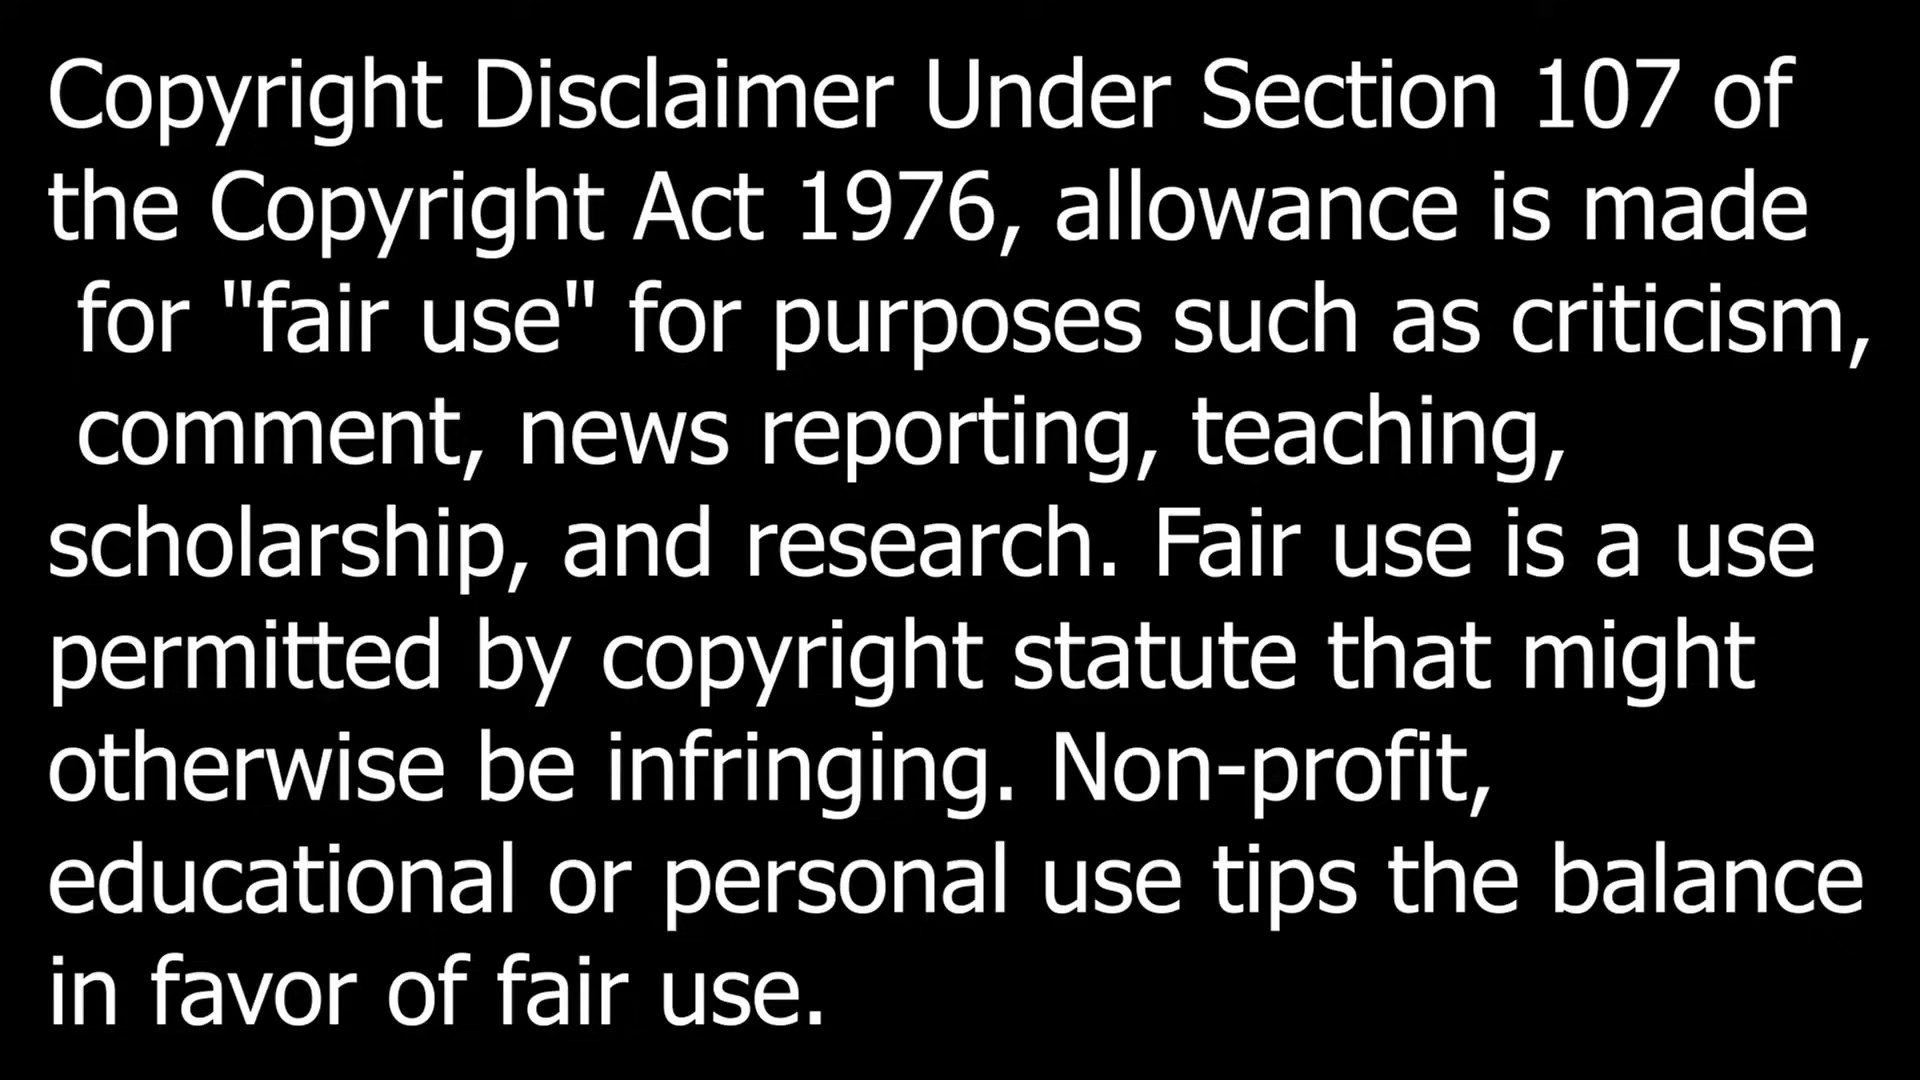 Copyright Disclaimer Under Section 107 of
the Copyright Act 1976, allowance is made
for "fair use" for purposes such as criticism,
comment, news reporting, teaching,
scholarship, and research. Fair use is a use
permitted by copyright statute that might
otherwise be infringing. Non-profit,
educational or personal use tips the balance
in favor of fair use.